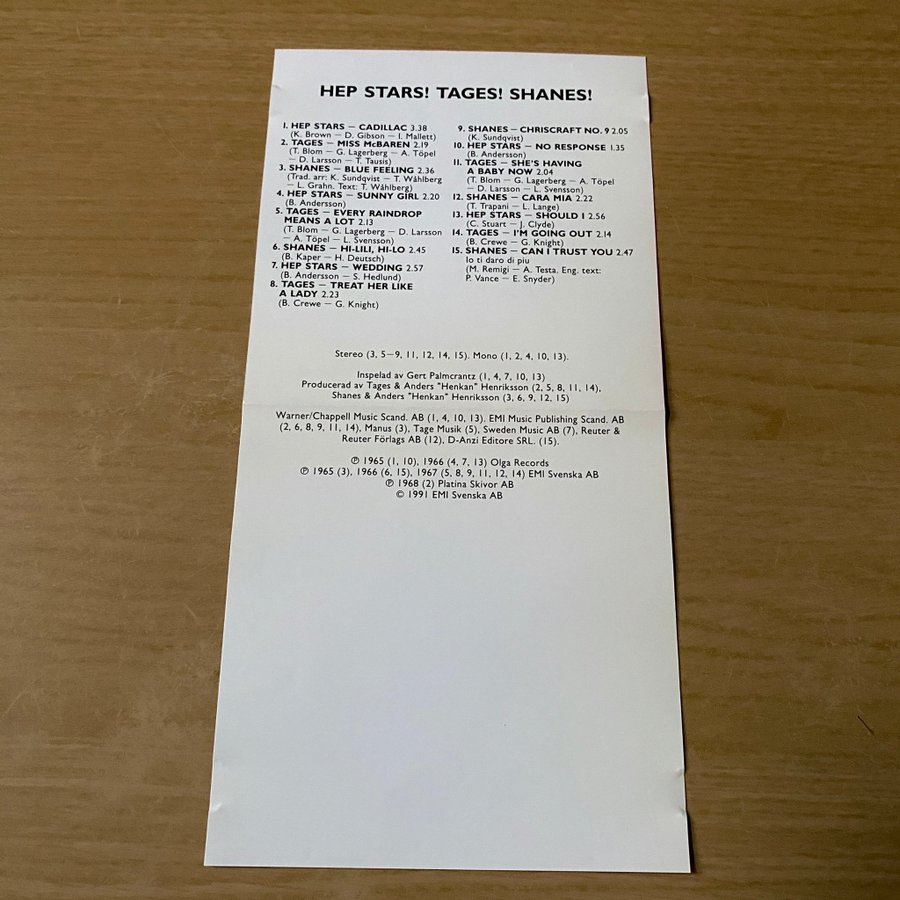 HEP STARS! TAGES! SHANES!
1. HEP STARS – CADILLAC 3.38
(K. Brown – D. Gibson – I. Mallett)
2. TAGES – MISS McBAREN 2.19
(T. Blom – G. Lagerberg – A. Töpel
– D. Larsson – T. Tausis)
3. SHANES – BLUE FEELING 2.36
(Trad. arr: K. Sundqvist – T. Wåhlberg
– L. Grahn. Text: T. Wåhlberg)
4. HEP STARS – SUNNY GIRL 2.20
(B. Andersson)
5. TAGES – EVERY RAINDROP
MEANS A LOT 2.13
(T. Blom – G. Lagerberg – D. Larsson
– A. Töpel – L. Svensson)
6. SHANES – HI-LILI, HI-LO 2.45
(B. Kaper – H. Deutsch)
7. HEP STARS – WEDDING 2.57
(B. Andersson – S. Hedlund)
8. TAGES – TREAT HER LIKE
A LADY 2.23
(B. Crewe – G. Knight)
9. SHANES – CHRISCRAFT NO. 9 2.05
(K. Sundqvist)
10. HEP STARS – NO RESPONSE 1.35
(B. Andersson)
11. TAGES – SHE'S HAVING
A BABY NOW 2.04
(T. Blom – G. Lagerberg – A. Töpel
– D. Larsson – L. Svensson)
12. SHANES – CARA MIA 2.22
(T. Trapani – L. Lange)
13. HEP STARS – SHOULD I 2.56
(C. Stuart – J. Clyde)
14. TAGES – I'M GOING OUT 2.14
(B. Crewe – G. Knight)
15. SHANES – CAN I TRUST YOU 2.47
Io ti daro di piu
(M. Remigi – A. Testa. Eng. text:
P. Vance – E. Snyder)
Stereo (3, 5–9, 11, 12, 14, 15). Mono (1, 2, 4, 10, 13).
Inspelad av Gert Palmcrantz (1, 4, 7, 10, 13)
Producerad av Tages & Anders "Henkan" Henriksson (2, 5, 8, 11, 14),
Shanes & Anders "Henkan" Henriksson (3, 6, 9, 12, 15)
Warner/Chappell Music Scand. AB (1, 4, 10, 13). EMI Music Publishing Scand. AB
(2, 6, 8, 9, 11, 14), Manus (3), Tage Musik (5), Sweden Music AB (7), Reuter &
Reuter Förlags AB (12), D-Anzi Editore SRL. (15).
℗ 1965 (1, 10), 1966 (4, 7, 13) Olga Records
℗ 1965 (3), 1966 (6, 15), 1967 (5, 8, 9, 11, 12, 14) EMI Svenska AB
℗ 1968 (2) Platina Skivor AB
© 1991 EMI Svenska AB